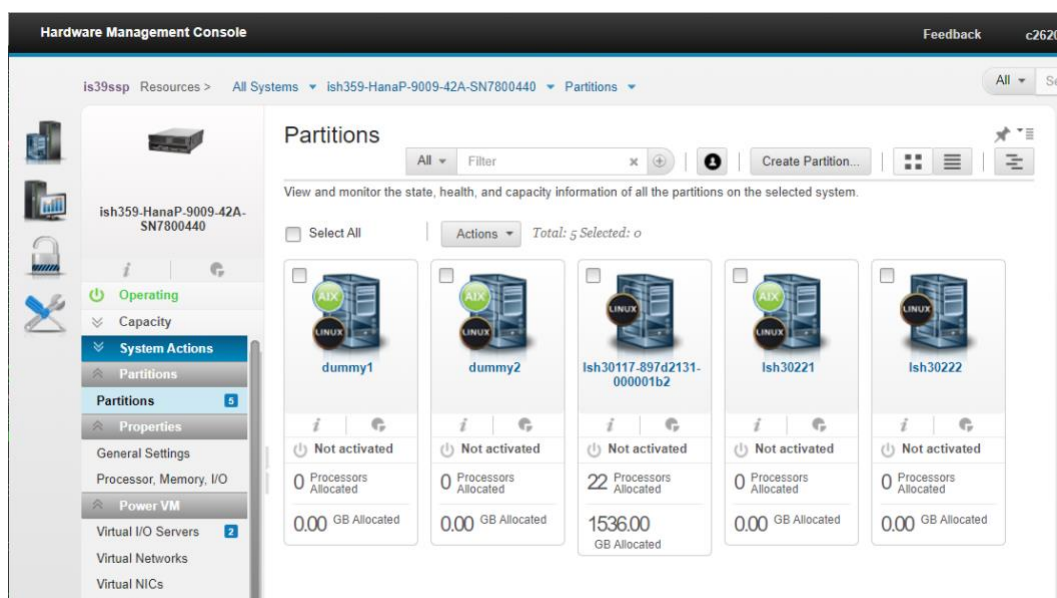 Hardware Management Console
Feedback
c2620
is39ssp Resources > All Systems ish359-HanaP-9009-42A-SN7800440 Partitions
All
ish359-HanaP-9009-42A-
SN7800440
i
Operating
Capacity
System Actions
Partitions
Partitions 5
Properties
General Settings
Processor, Memory, I/O
Power VM
Virtual I/O Servers 2
Virtual Networks
Virtual NICs
Partitions
All Filter
Create Partition...
View and monitor the state, health, and capacity information of all the partitions on the selected system.
Select All Actions Total: 5 Selected: 0
AIX
LINUX
dummy1
i
Not activated
0 Processors
Allocated
0.00 GB Allocated
AIX
LINUX
dummy2
i
Not activated
0 Processors
Allocated
0.00 GB Allocated
LINUX
lsh30117-897d2131-
000001b2
i
Not activated
22 Processors
Allocated
1536.00
GB Allocated
AIX
LINUX
lsh30221
i
Not activated
0 Processors
Allocated
0.00 GB Allocated
LINUX
lsh30222
i
Not activated
0 Processors
Allocated
0.00 GB Allocated